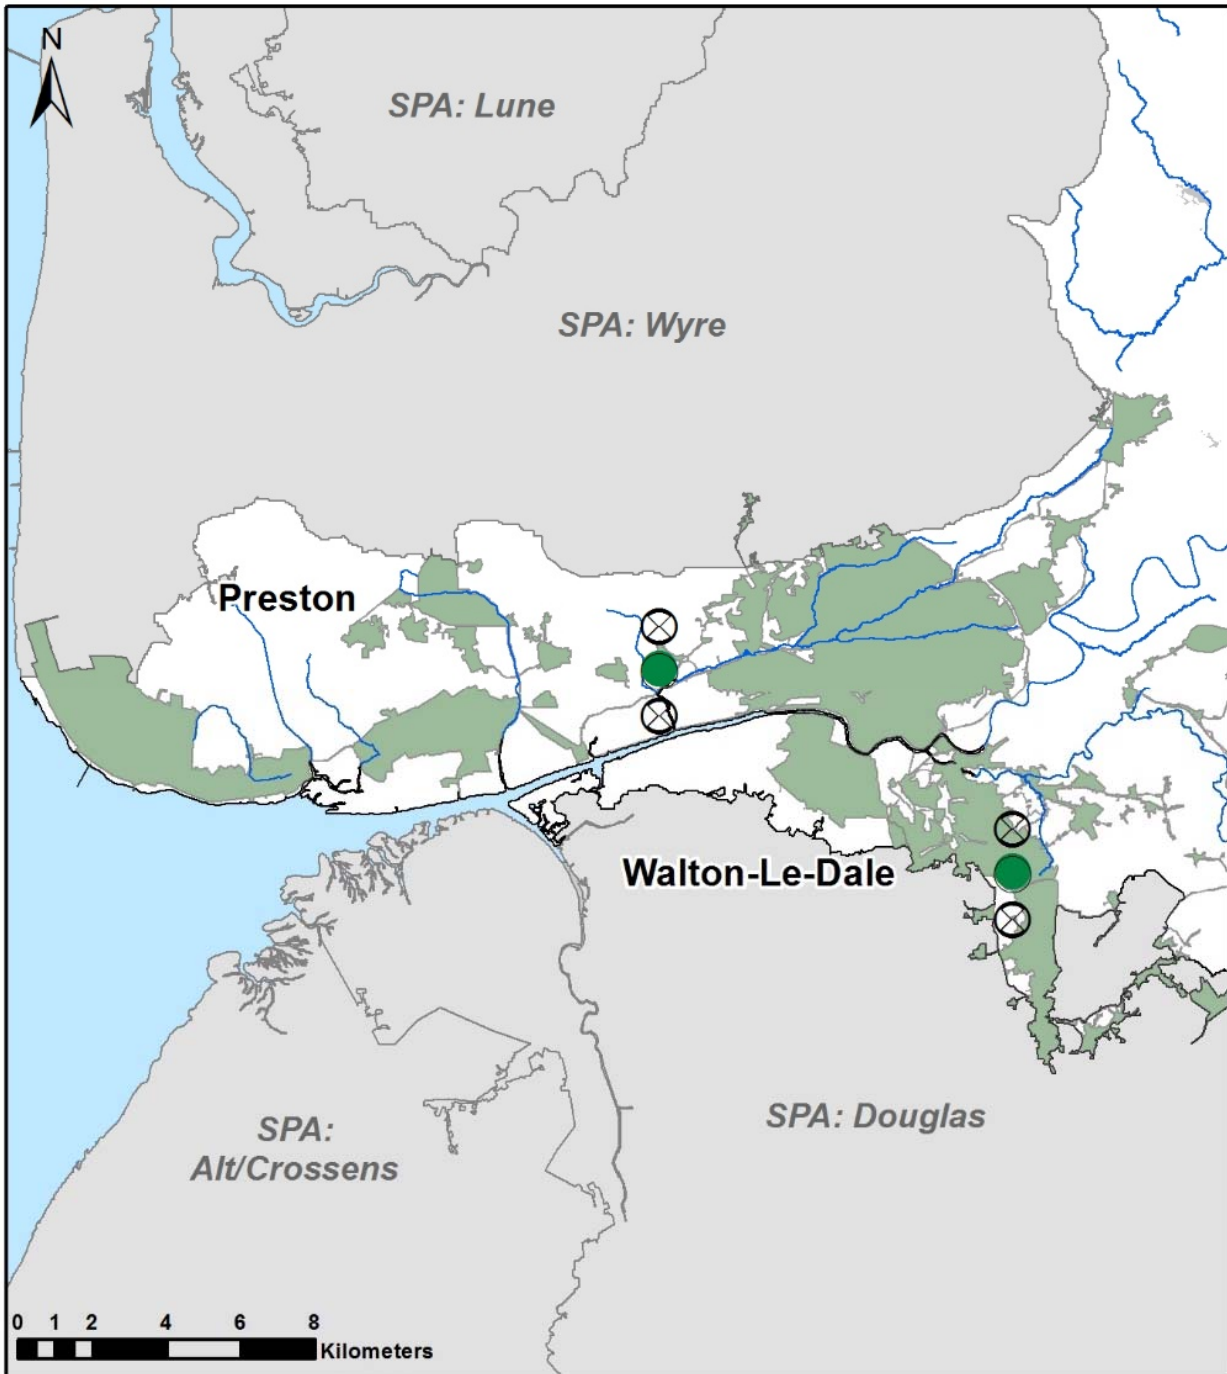 N
SPA: Lune
SPA: Wyre
Preston
Walton-Le-Dale
SPA: Douglas
SPA:
Alt/Crossens
0 1 2 4 6 8
Kilometers